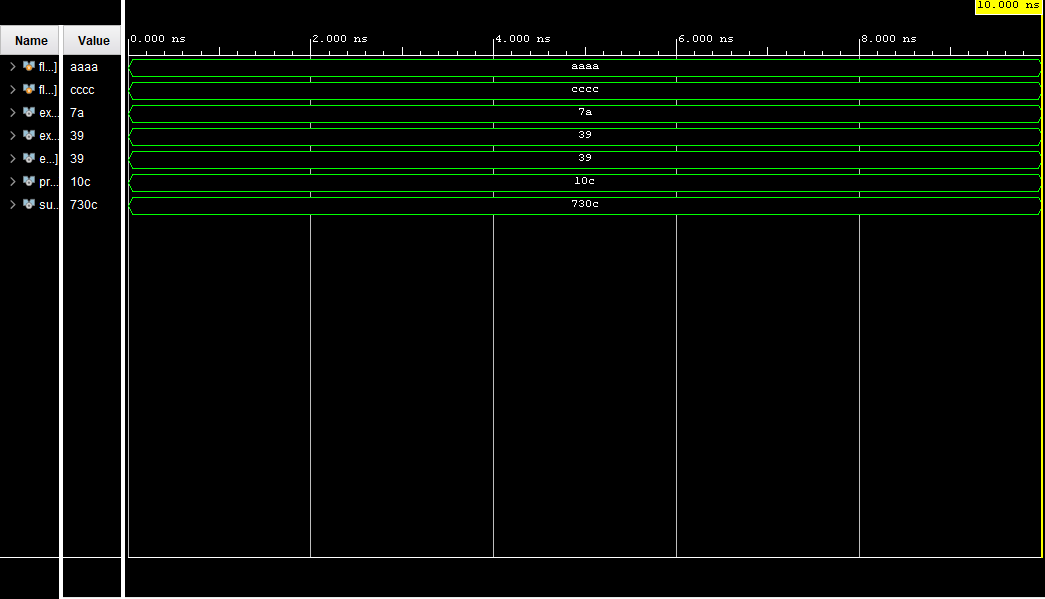 10.000 ns
Name Value 0.000 ns 2.000 ns 4.000 ns 6.000 ns 8.000 ns
fl...] aaaa aaaa
fl...] cccc cccc
ex... 7a 7a
ex... 39 39
e...] 39 39
pr... 10c 10c
su... 730c 730c